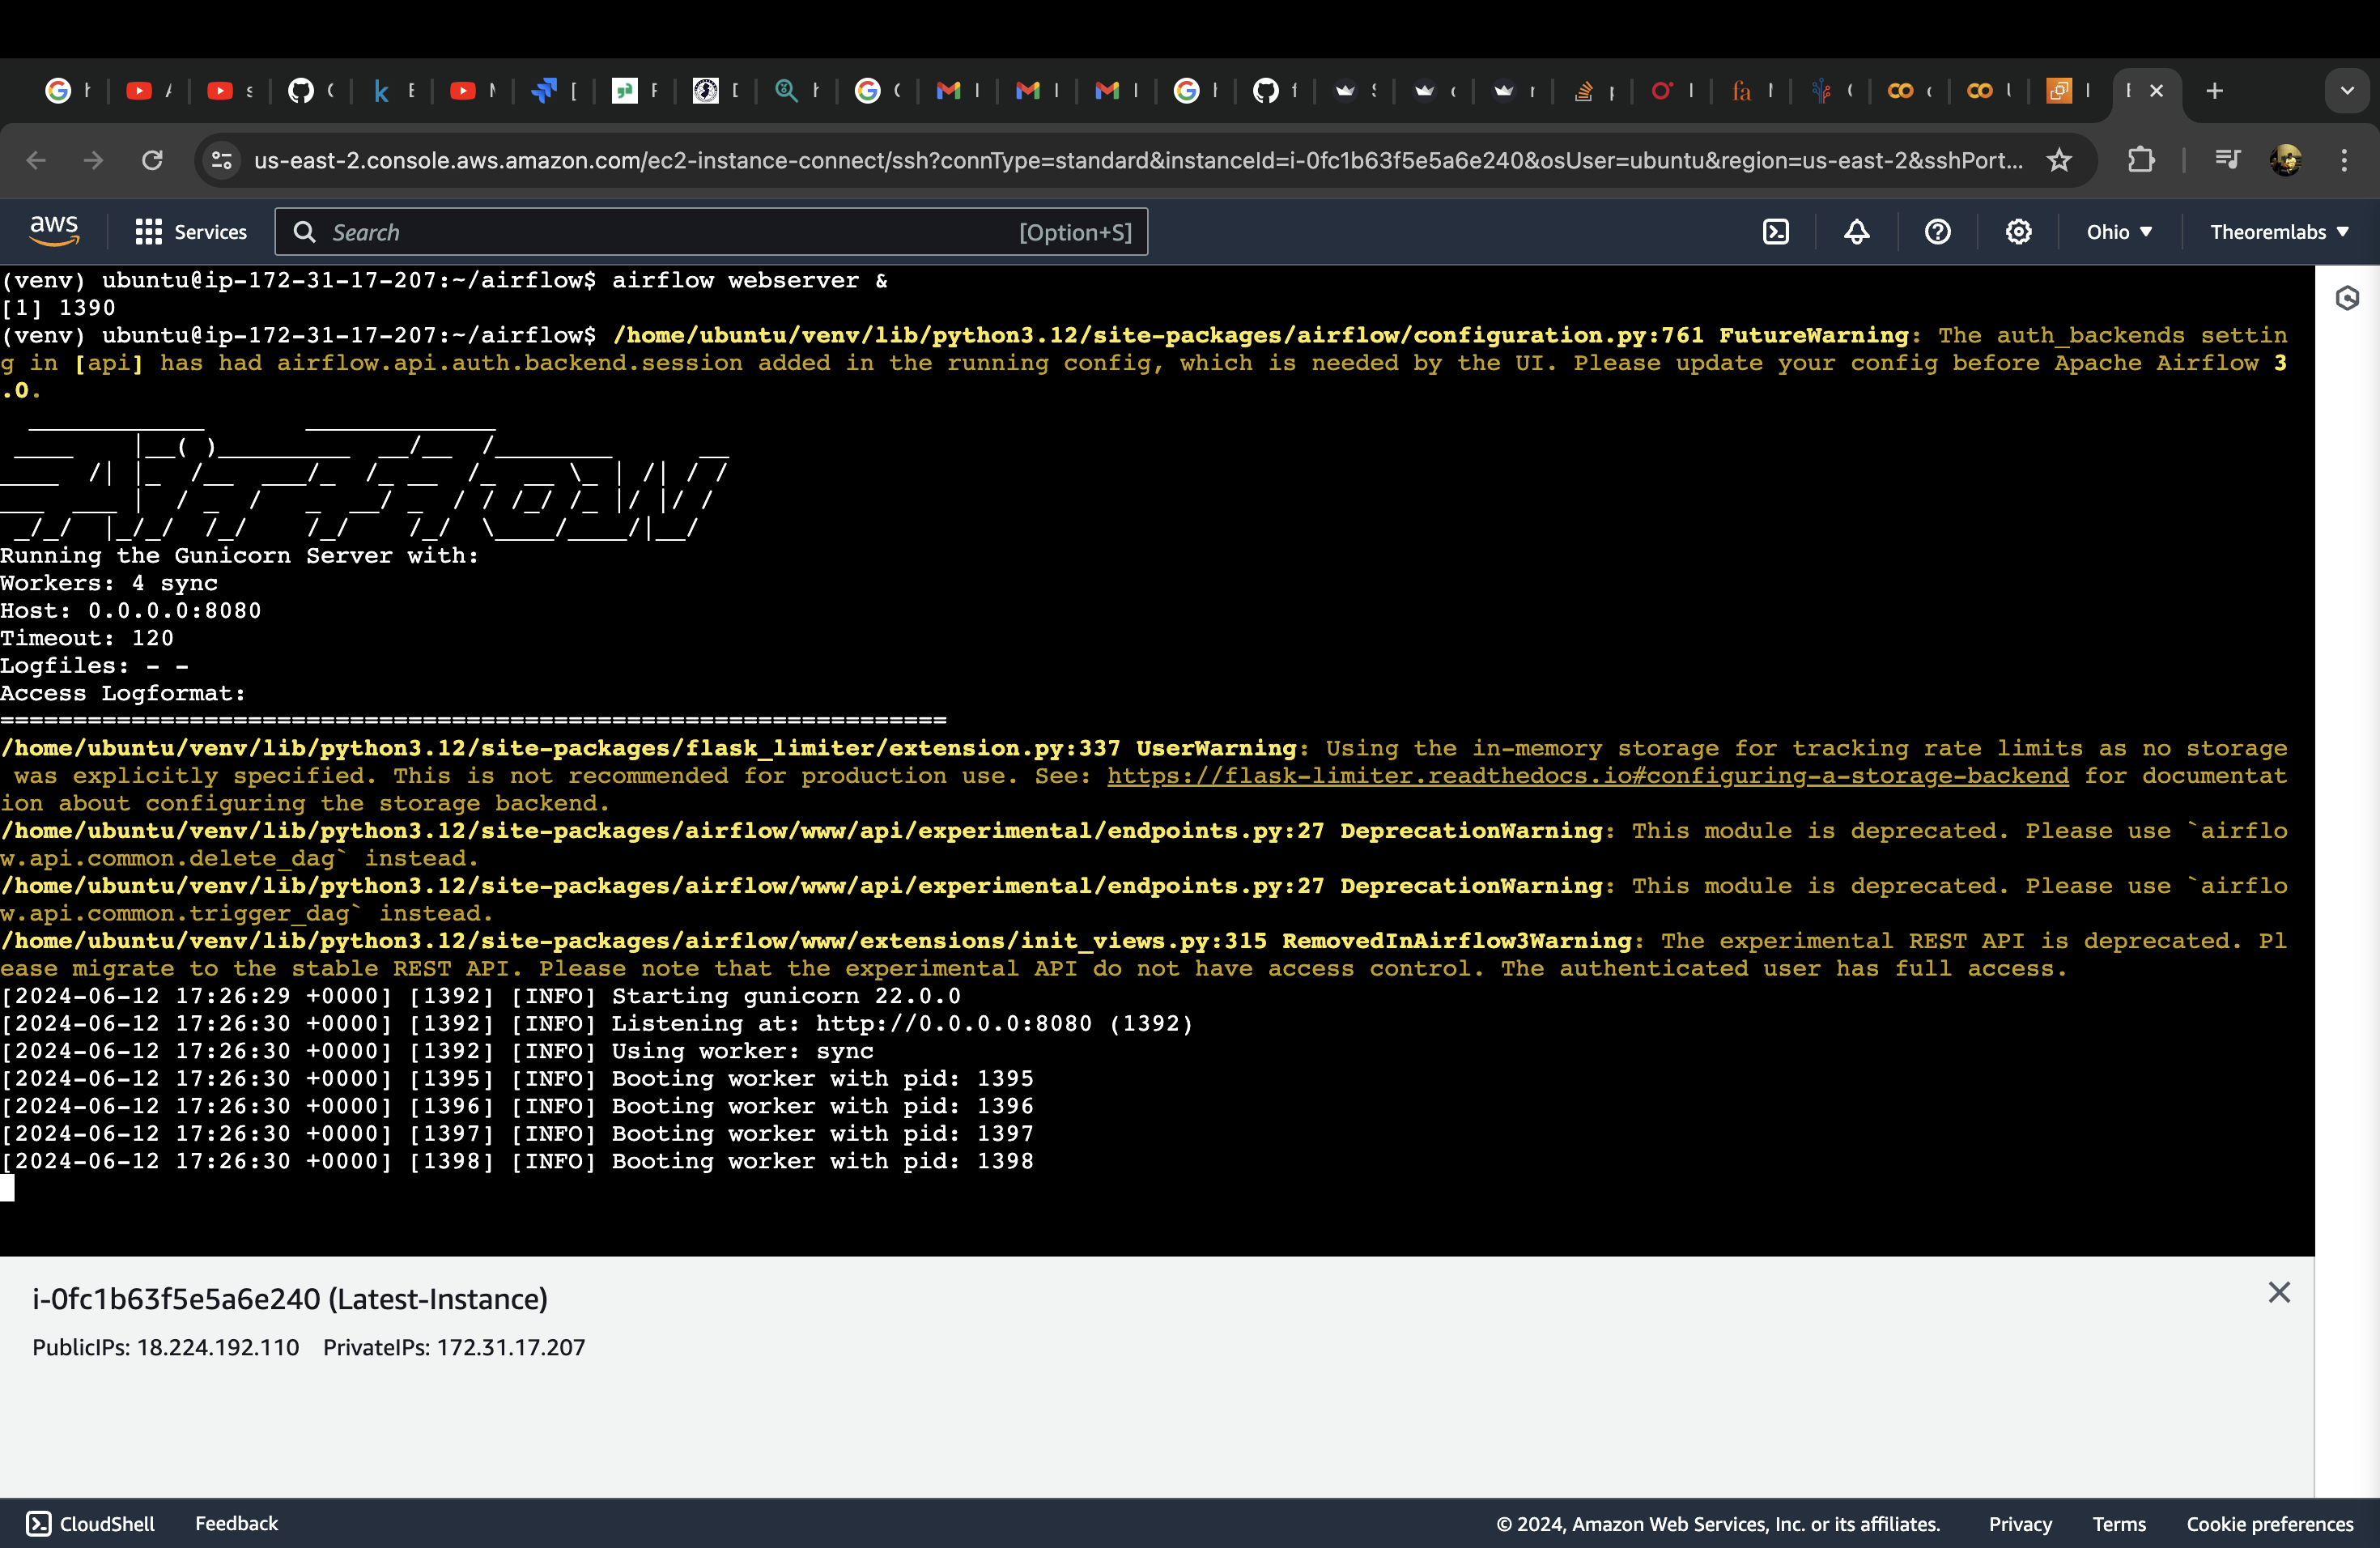 us-east-2.console.aws.amazon.com/ec2-instance-connect/ssh?connType=standard&instanceId=i-0fc1b63f5e5a6e240&osUser=ubuntu&region=us-east-2&sshPort...
aws Services Search [Option+S] Ohio Theoremlabs
(venv) ubuntu@ip-172-31-17-207:~/airflow$ airflow webserver &
[1] 1390
(venv) ubuntu@ip-172-31-17-207:~/airflow$ /home/ubuntu/venv/lib/python3.12/site-packages/airflow/configuration.py:761 FutureWarning: The auth_backends settin
g in [api] has had airflow.api.auth.backend.session added in the running config, which is needed by the UI. Please update your config before Apache Airflow 3
.0.
Airflow
Running the Gunicorn Server with:
Workers: 4 sync
Host: 0.0.0.0:8080
Timeout: 120
Logfiles: - -
Access Logformat:
=================================================================
/home/ubuntu/venv/lib/python3.12/site-packages/flask_limiter/extension.py:337 UserWarning: Using the in-memory storage for tracking rate limits as no storage
was explicitly specified. This is not recommended for production use. See: https://flask-limiter.readthedocs.io#configuring-a-storage-backend for documentat
ion about configuring the storage backend.
/home/ubuntu/venv/lib/python3.12/site-packages/airflow/www/api/experimental/endpoints.py:27 DeprecationWarning: This module is deprecated. Please use `airflo
w.api.common.delete_dag` instead.
/home/ubuntu/venv/lib/python3.12/site-packages/airflow/www/api/experimental/endpoints.py:27 DeprecationWarning: This module is deprecated. Please use `airflo
w.api.common.trigger_dag` instead.
/home/ubuntu/venv/lib/python3.12/site-packages/airflow/www/extensions/init_views.py:315 RemovedInAirflow3Warning: The experimental REST API is deprecated. Pl
ease migrate to the stable REST API. Please note that the experimental API do not have access control. The authenticated user has full access.
[2024-06-12 17:26:29 +0000] [1392] [INFO] Starting gunicorn 22.0.0
[2024-06-12 17:26:30 +0000] [1392] [INFO] Listening at: http://0.0.0.0:8080 (1392)
[2024-06-12 17:26:30 +0000] [1392] [INFO] Using worker: sync
[2024-06-12 17:26:30 +0000] [1395] [INFO] Booting worker with pid: 1395
[2024-06-12 17:26:30 +0000] [1396] [INFO] Booting worker with pid: 1396
[2024-06-12 17:26:30 +0000] [1397] [INFO] Booting worker with pid: 1397
[2024-06-12 17:26:30 +0000] [1398] [INFO] Booting worker with pid: 1398
i-0fc1b63f5e5a6e240 (Latest-Instance)
PublicIPs: 18.224.192.110 PrivateIPs: 172.31.17.207
CloudShell Feedback © 2024, Amazon Web Services, Inc. or its affiliates. Privacy Terms Cookie preferences